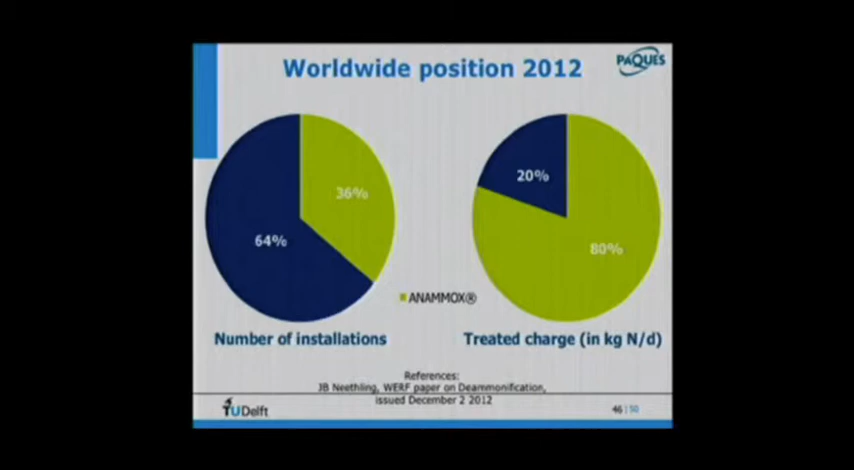 Worldwide position 2012
PAQUES
36%
64%
20%
80%
ANAMMOX®
Number of installations
Treated charge (in kg N/d)
References:
JB Neethling, WERF paper on Deammonification,
issued December 2 2012
TUDelft
46 | 50